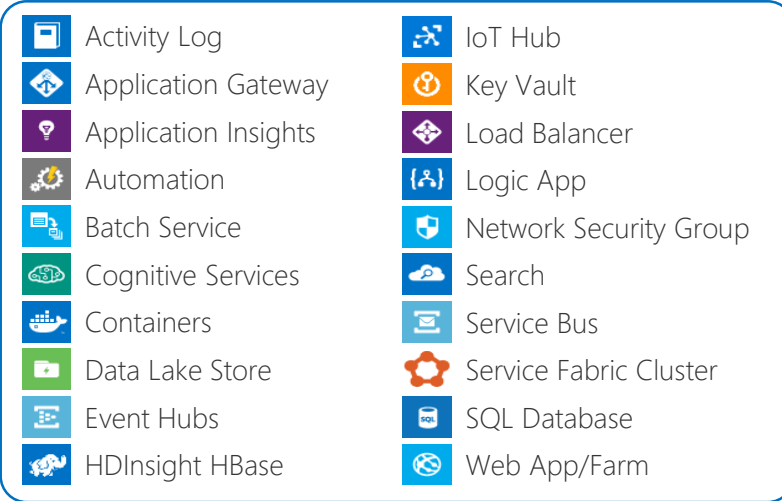 Activity Log
Application Gateway
Application Insights
Automation
Batch Service
Cognitive Services
Containers
Data Lake Store
Event Hubs
HDInsight HBase
IoT Hub
Key Vault
Load Balancer
Logic App
Network Security Group
Search
Service Bus
Service Fabric Cluster
SQL
SQL Database
Web App/Farm